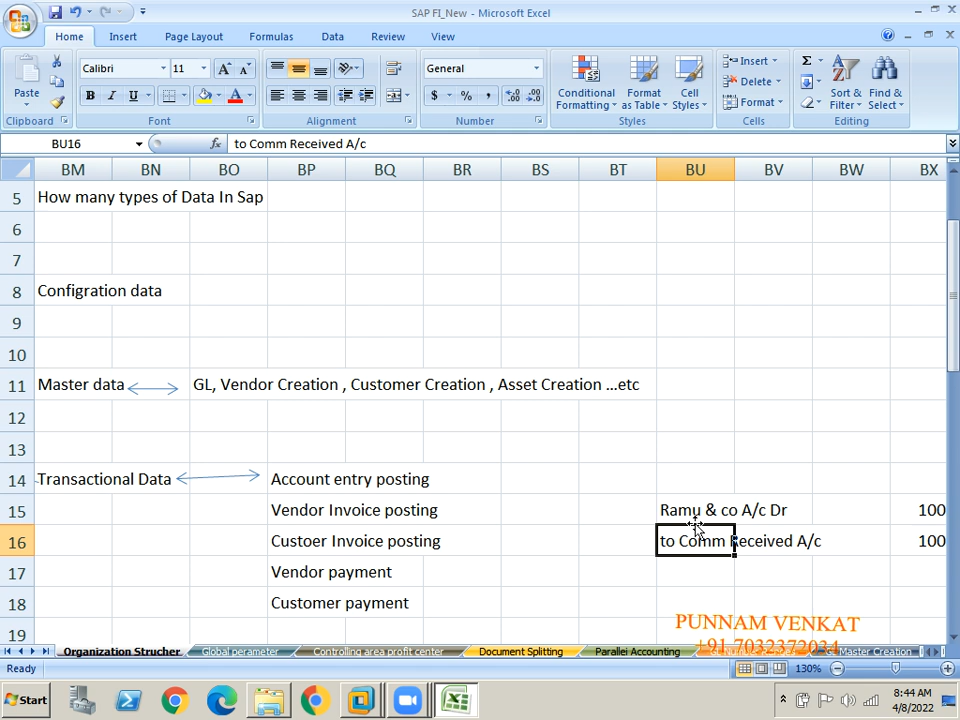 SAP FI_New - Microsoft Excel
Home Insert Page Layout Formulas Data Review View
Paste
Clipboard
Calibri 11
B I U
Font
Alignment
General
$ % ,
Number
Conditional Formatting
Format as Table
Cell Styles
Styles
Insert
Delete
Format
Cells
Sort & Filter
Find & Select
Editing
BU16 fx to Comm Received A/c
BM BN BO BP BQ BR BS BT BU BV BW BX
5 How many types of Data In Sap
6
7
8 Configration data
9
10
11 Master data GL, Vendor Creation , Customer Creation , Asset Creation ...etc
12
13
14 Transactional Data Account entry posting
15 Vendor Invoice posting Ramu & co A/c Dr 100
16 Custoer Invoice posting to Comm Received A/c 100
17 Vendor payment
18 Customer payment
19
PUNNAM VENKAT
+91 7032372034
Organization Strucher Global perameter Controlling area profit center Document Splitting Parallel Accounting Master Creation
Ready 130%
Start
8:44 AM
4/8/2022